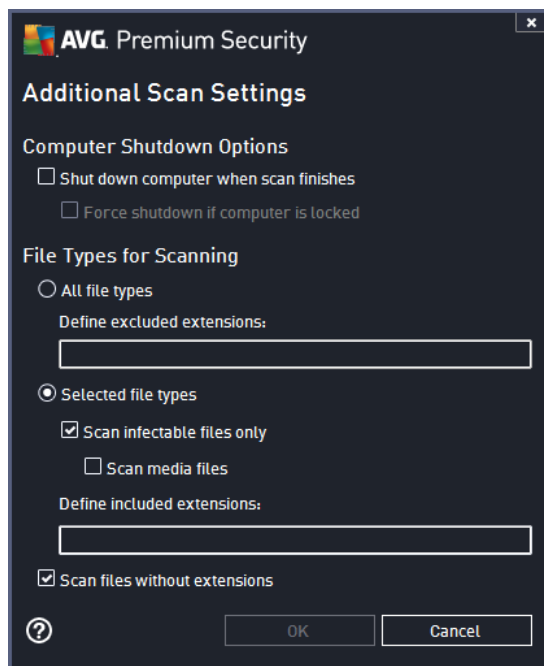 AVG. Premium Security
Additional Scan Settings
Computer Shutdown Options
Shut down computer when scan finishes
Force shutdown if computer is locked
File Types for Scanning
All file types
Define excluded extensions:
Selected file types
Scan infectable files only
Scan media files
Define included extensions:
Scan files without extensions
? OK Cancel